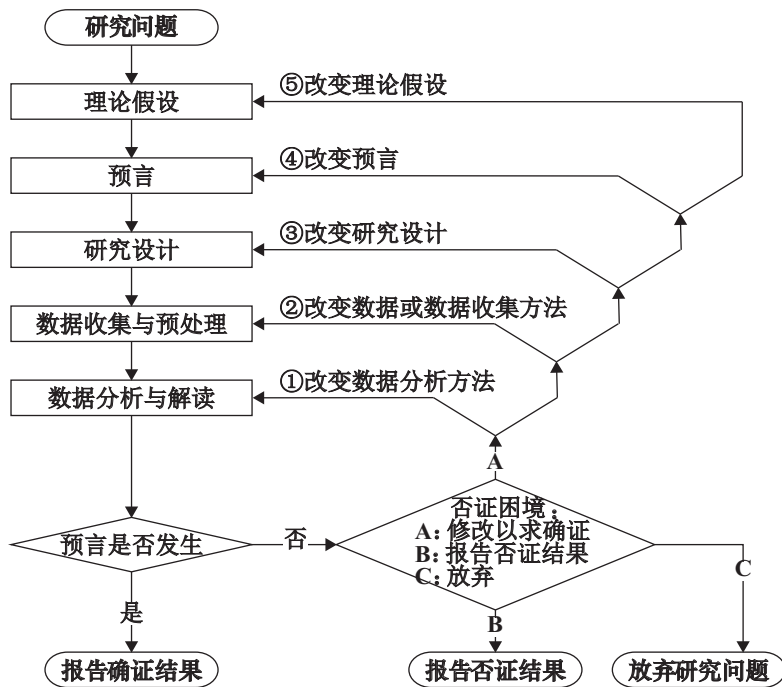 研究问题
⑤改变理论假设
理论假设
④改变预言
预言
③改变研究设计
研究设计
②改变数据或数据收集方法
数据收集与预处理
①改变数据分析方法
数据分析与解读
A
否证困境:
A:修改以求确证
B:报告否证结果
C:放弃
预言是否发生
否
C
是
B
报告确证结果
报告否证结果
放弃研究问题